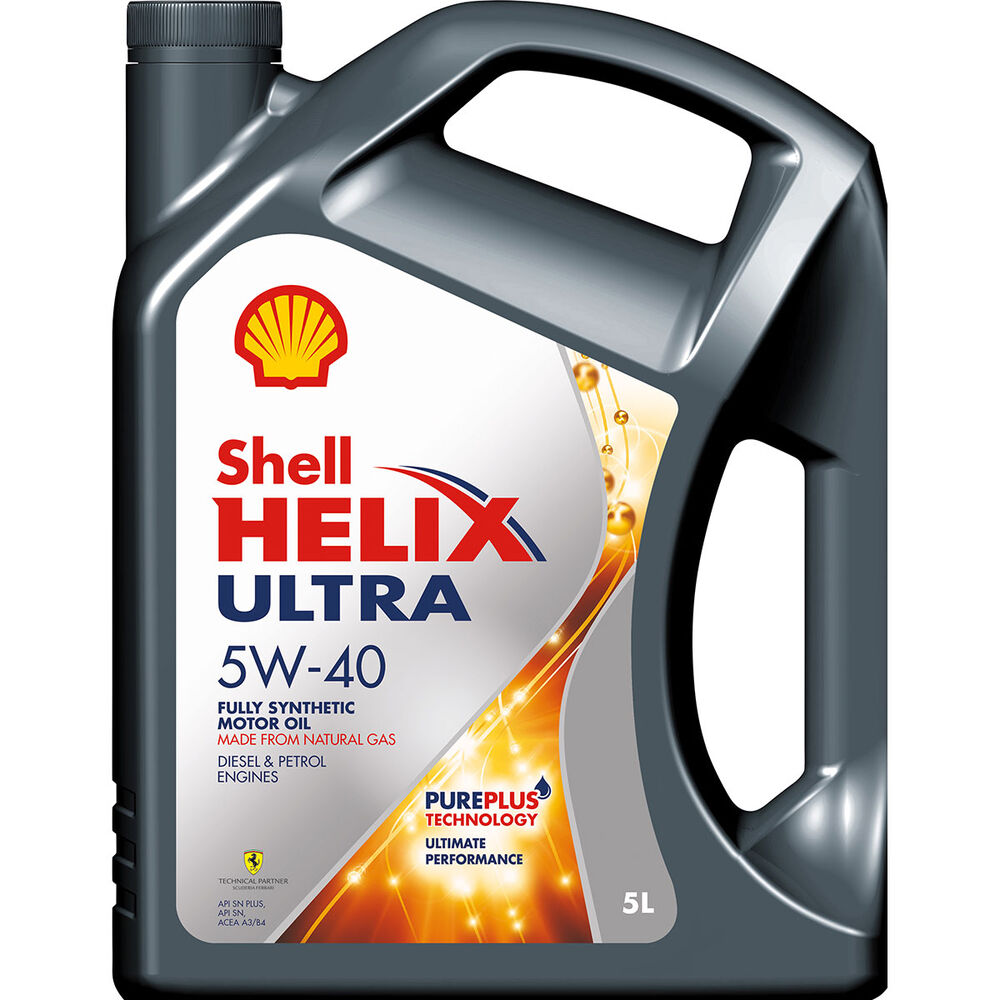 Shell
HELIX
ULTRA
5W-40
FULLY SYNTHETIC
MOTOR OIL
MADE FROM NATURAL GAS
DIESEL & PETROL
ENGINES
PUREPLUS
TECHNOLOGY
ULTIMATE
PERFORMANCE
TECHNICAL PARTNER
SCUDERIA FERRARI
API SN PLUS,
API SN,
ACEA A3/B4
5L